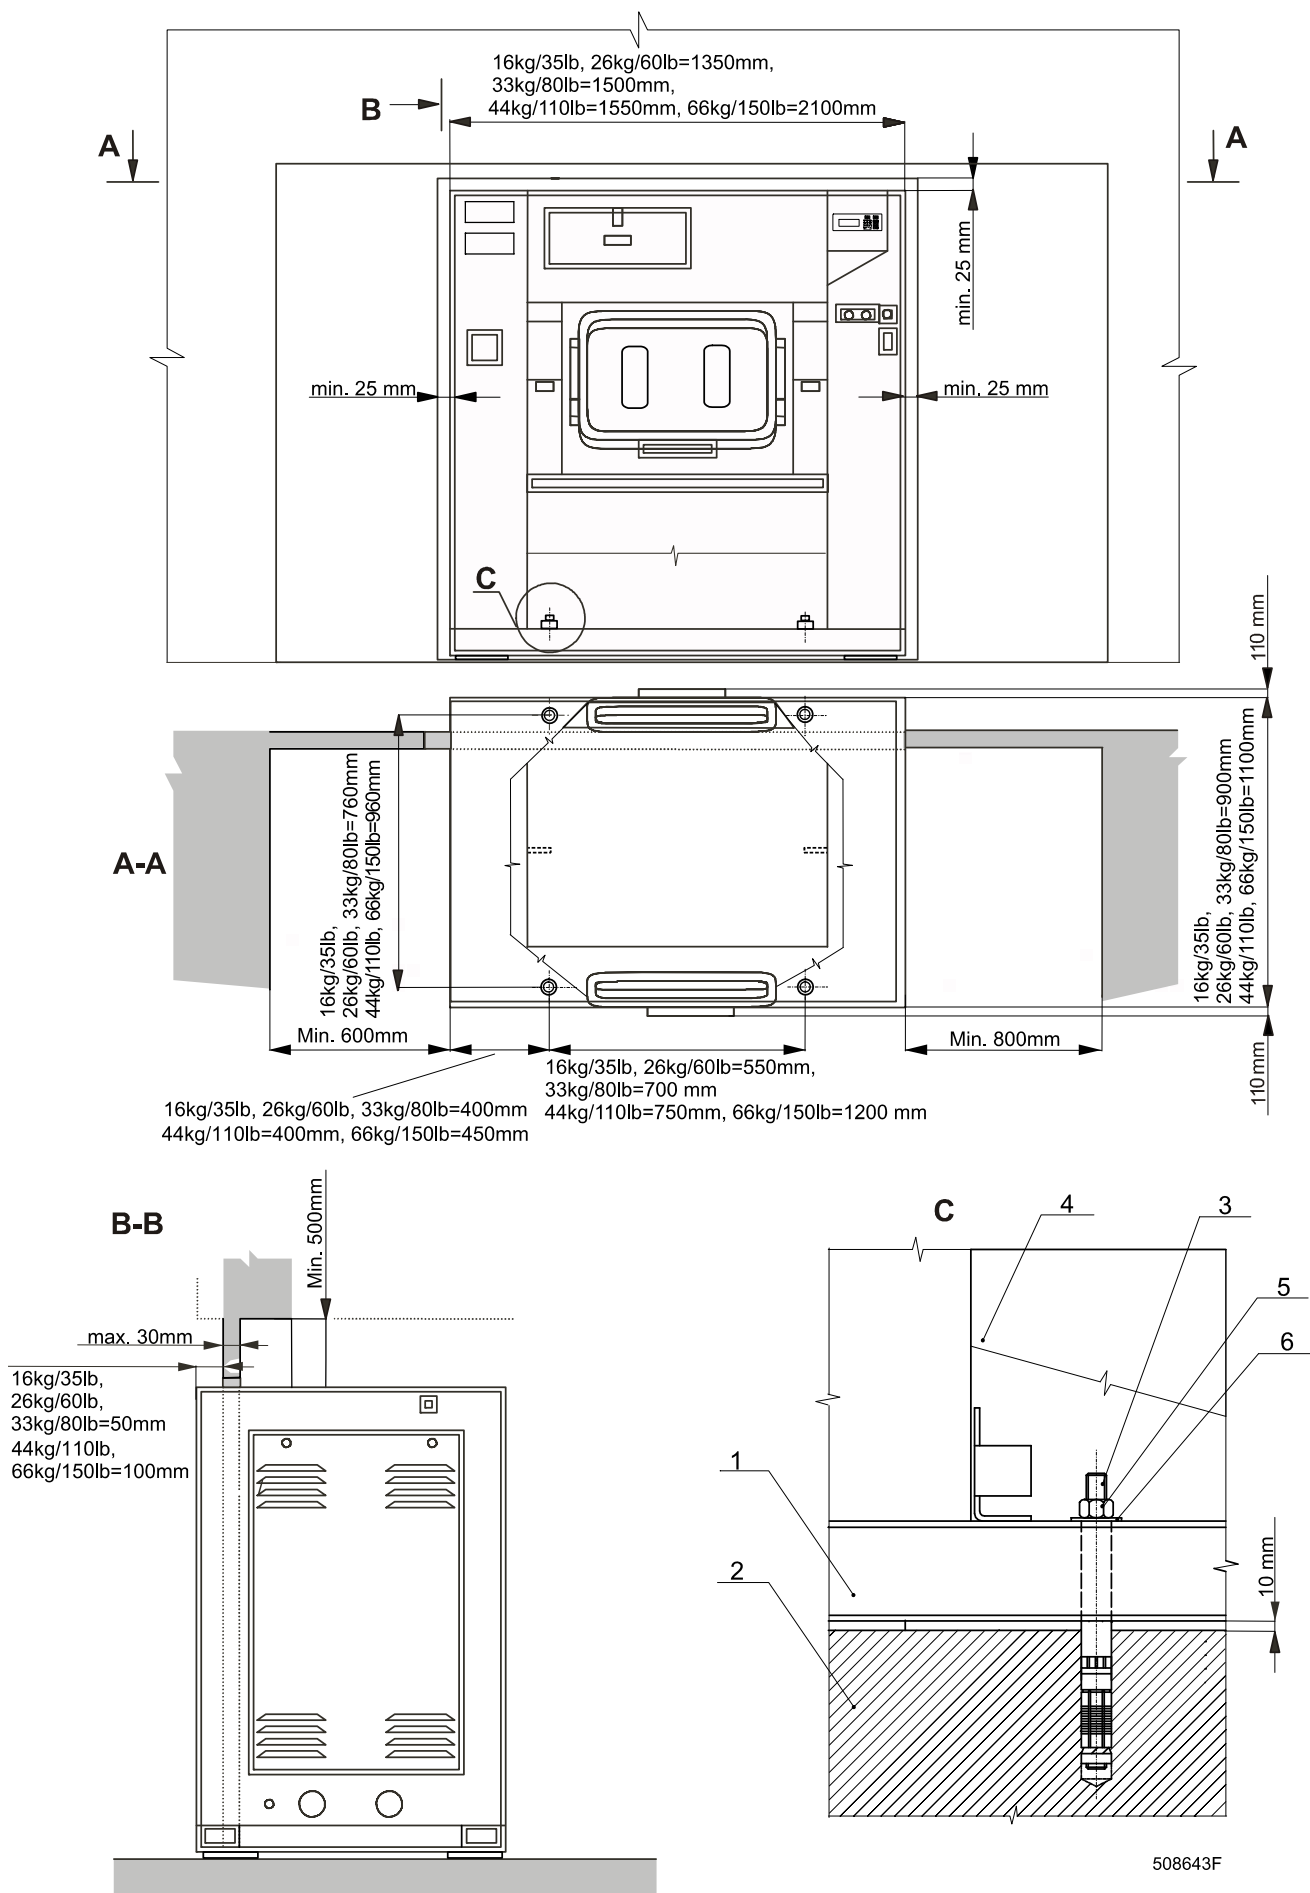 16kg/35lb, 26kg/60lb=1350mm,
33kg/80lb=1500mm,
44kg/110lb=1550mm, 66kg/150lb=2100mm
B
A
A
min. 25 mm
min. 25 mm
min. 25 mm
C
110 mm
16kg/35lb,
26kg/60lb, 33kg/80lb=760mm
44kg/110lb, 66kg/150lb=960mm
A-A
16kg/35lb,
26kg/60lb, 33kg/80lb=900mm
44kg/110lb, 66kg/150lb=1100mm
Min. 600mm
Min. 800mm
110mm
16kg/35lb, 26kg/60lb=550mm,
33kg/80lb=700 mm
44kg/110lb=750mm, 66kg/150lb=1200 mm
16kg/35lb, 26kg/60lb, 33kg/80lb=400mm
44kg/110lb=400mm, 66kg/150lb=450mm
B-B
Min. 500mm
max. 30mm
16kg/35lb,
26kg/60lb,
33kg/80lb=50mm
44kg/110lb,
66kg/150lb=100mm
C
4
3
5
6
1
2
10 mm
508643F